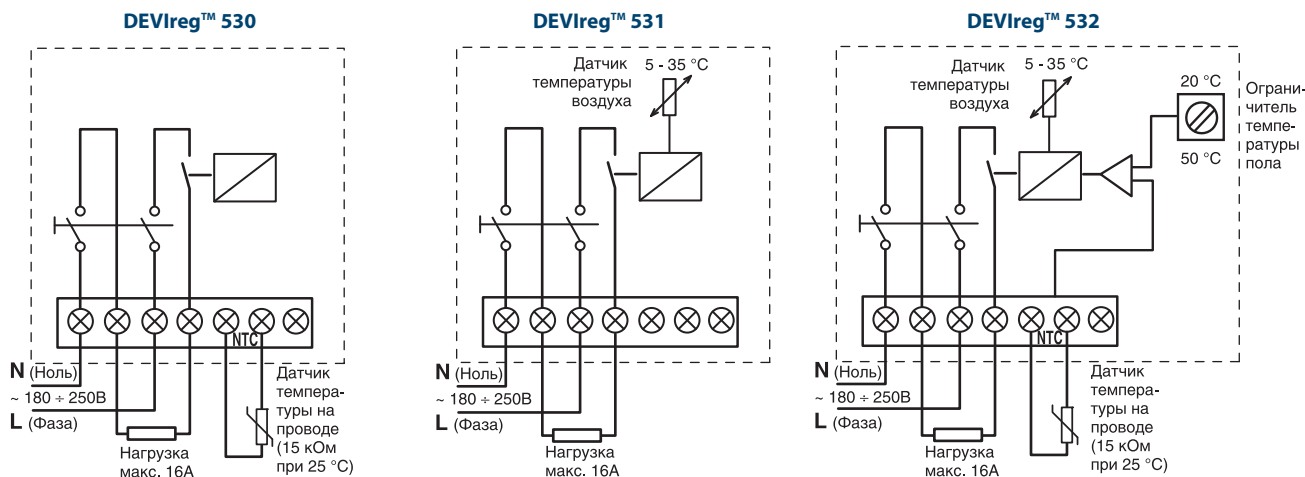 DEVIreg™ 530
NTC
N (Ноль)
~ 180 ÷ 250В
L (Фаза)
Нагрузка
макс. 16А
Датчик
темпера-
туры на
проводе
(15 кОм
при 25 °C)
DEVIreg™ 531
Датчик
температуры
воздуха
5 - 35 °C
N (Ноль)
~ 180 ÷ 250В
L (Фаза)
Нагрузка
макс. 16А
DEVIreg™ 532
Датчик
температуры
воздуха
5 - 35 °C
20 °C
50 °C
Ограни-
читель
темпе-
ратуры
пола
NTC
N (Ноль)
~ 180 ÷ 250В
L (Фаза)
Нагрузка
макс. 16А
Датчик
темпера-
туры на
проводе
(15 кОм
при 25 °C)